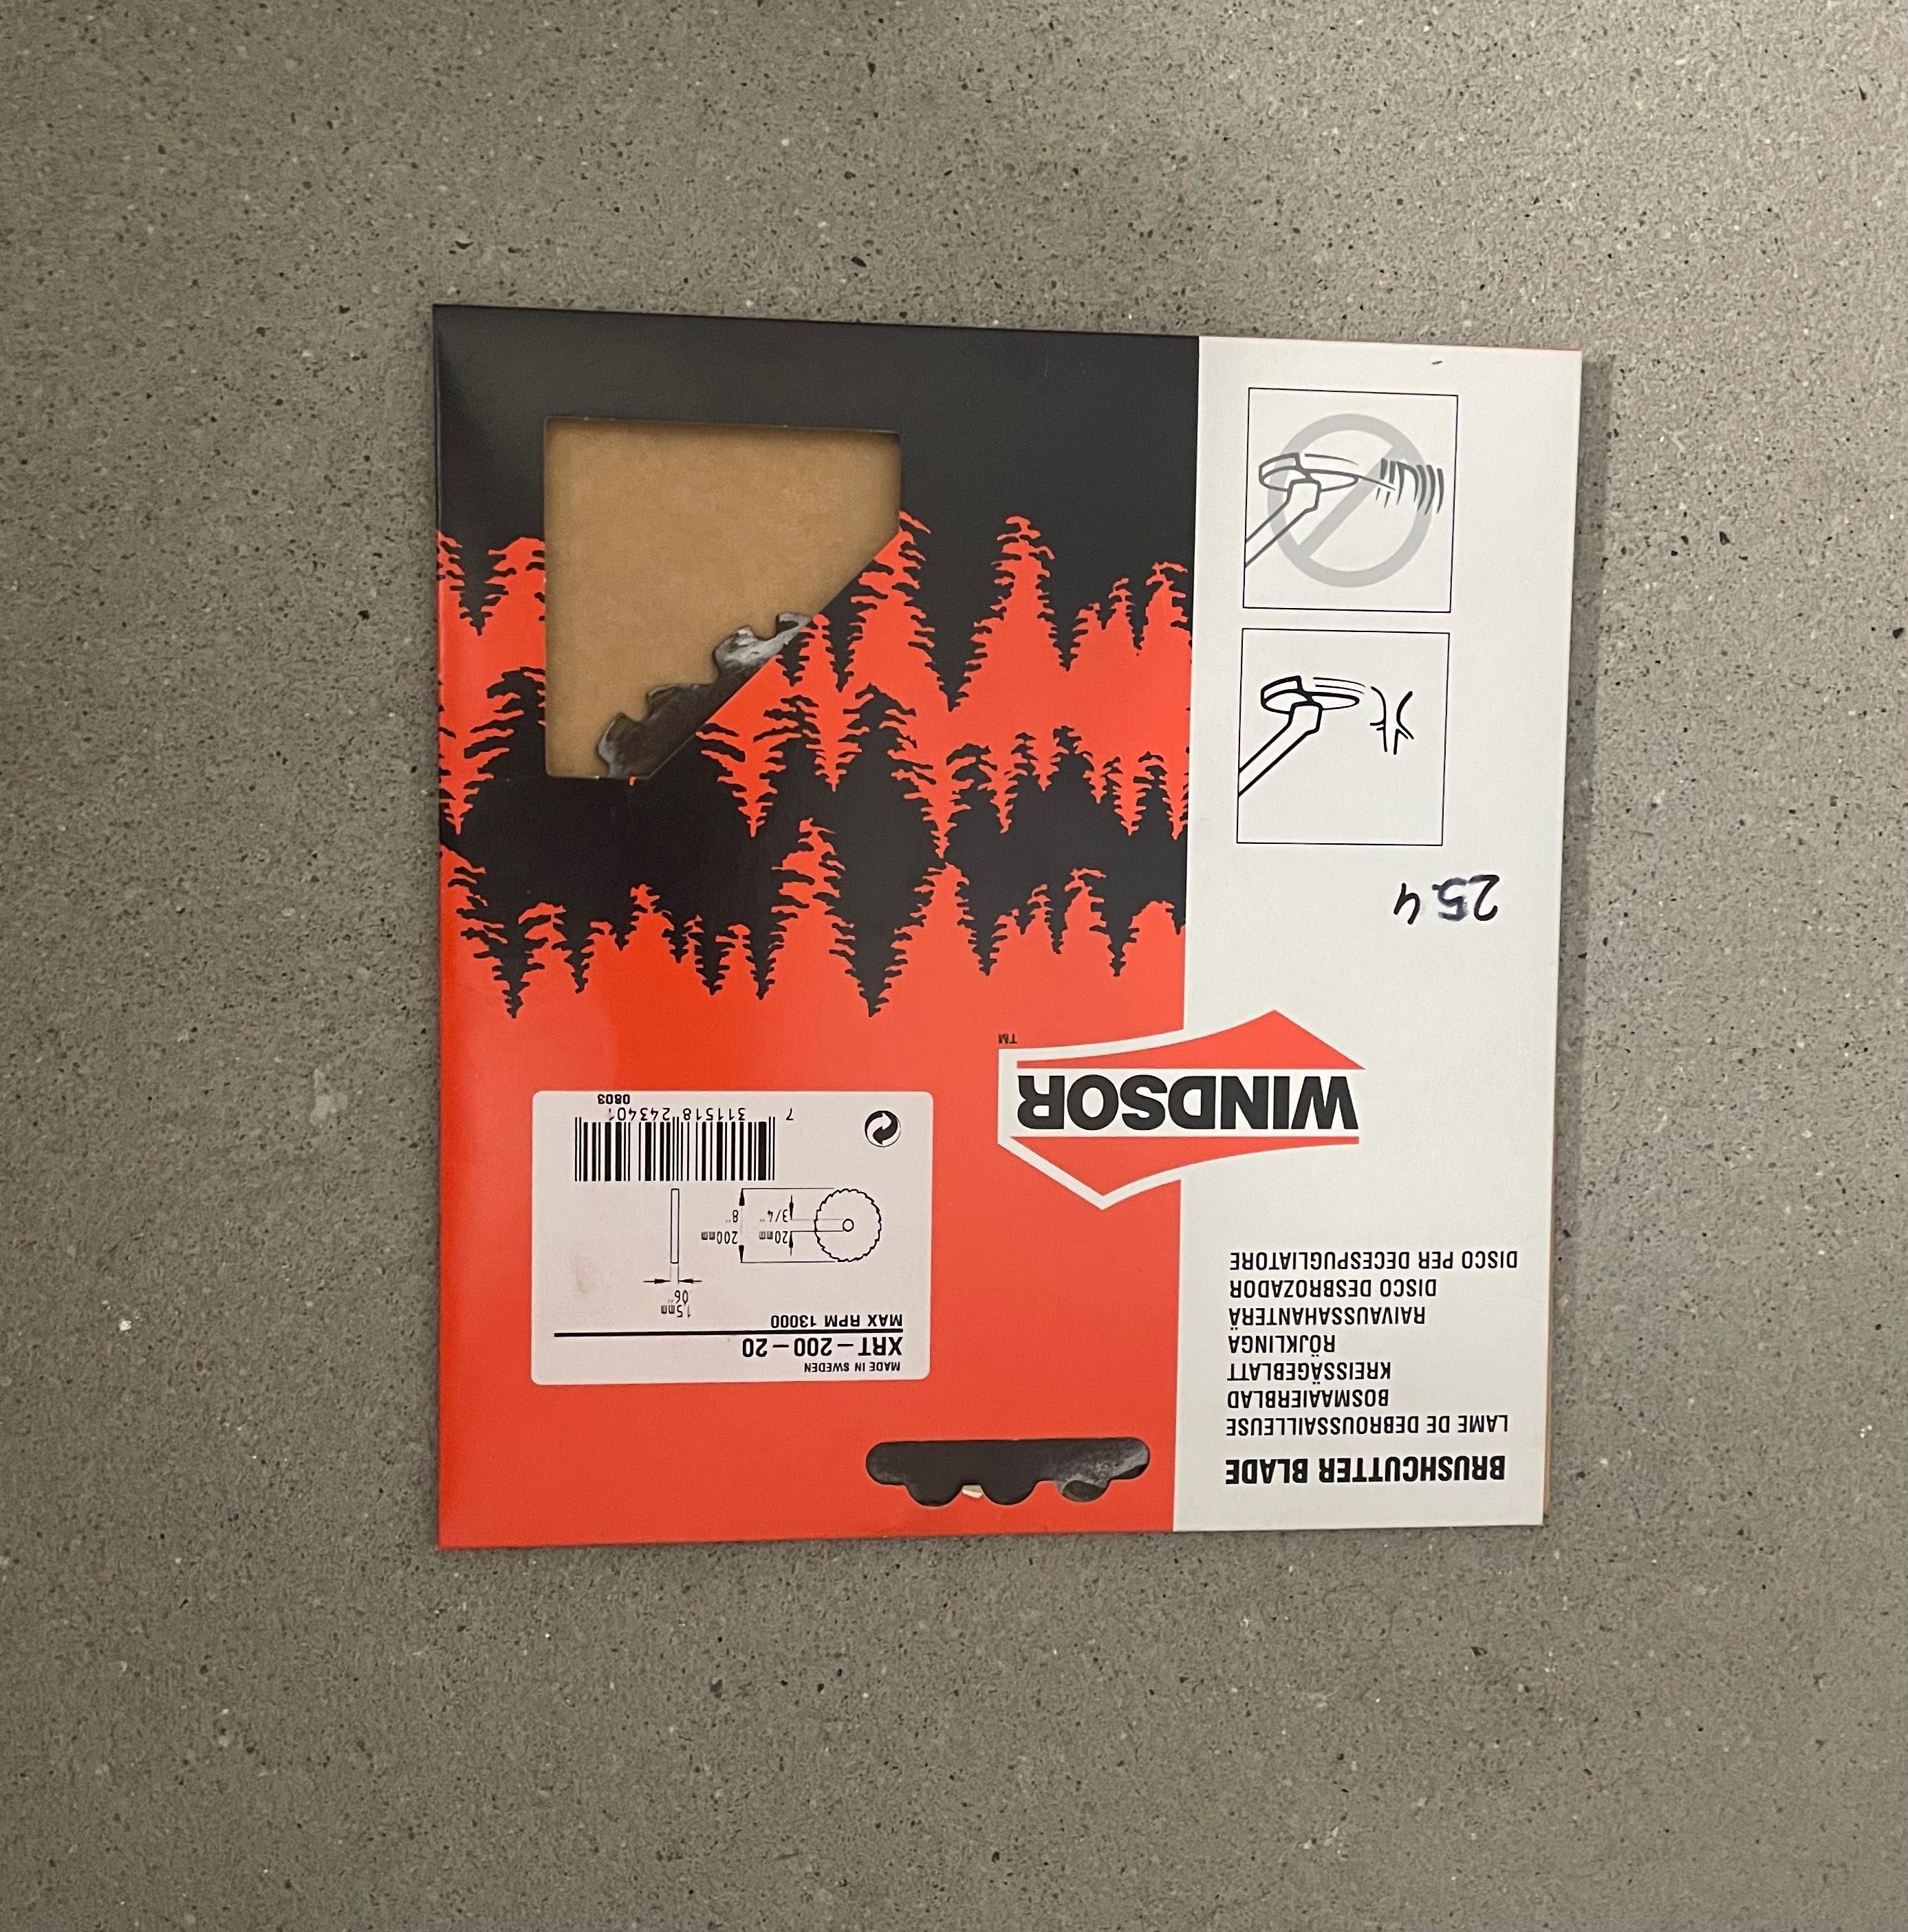 BRUSHCUTTER BLADE
LAME DE DEBROUSSAILLEUSE
BOSMAAIERBLAD
KREISSÄGEBLATT
RÖJKLINGA
RAIVAUSSAHANTERÄ
DISCO DESBROZADOR
DISCO PER DECESPUGLIATORE
WINDSOR
TM
25.4
MADE IN SWEDEN
XRT-200-20
MAX RPM 13000
1,5mm
.06"
20mm
3/4"
200mm
8"
7 311518 243401
0803